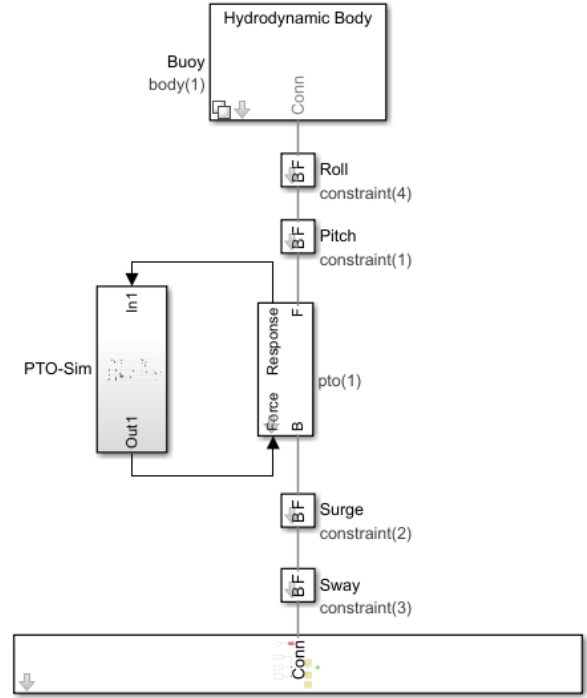 Hydrodynamic Body
Buoy
body(1)
Conn
BF
Roll
constraint(4)
BF
Pitch
constraint(1)
In1
PTO-Sim
Out1
Response
F
Force
B
pto(1)
BF
Surge
constraint(2)
BF
Sway
constraint(3)
Conn